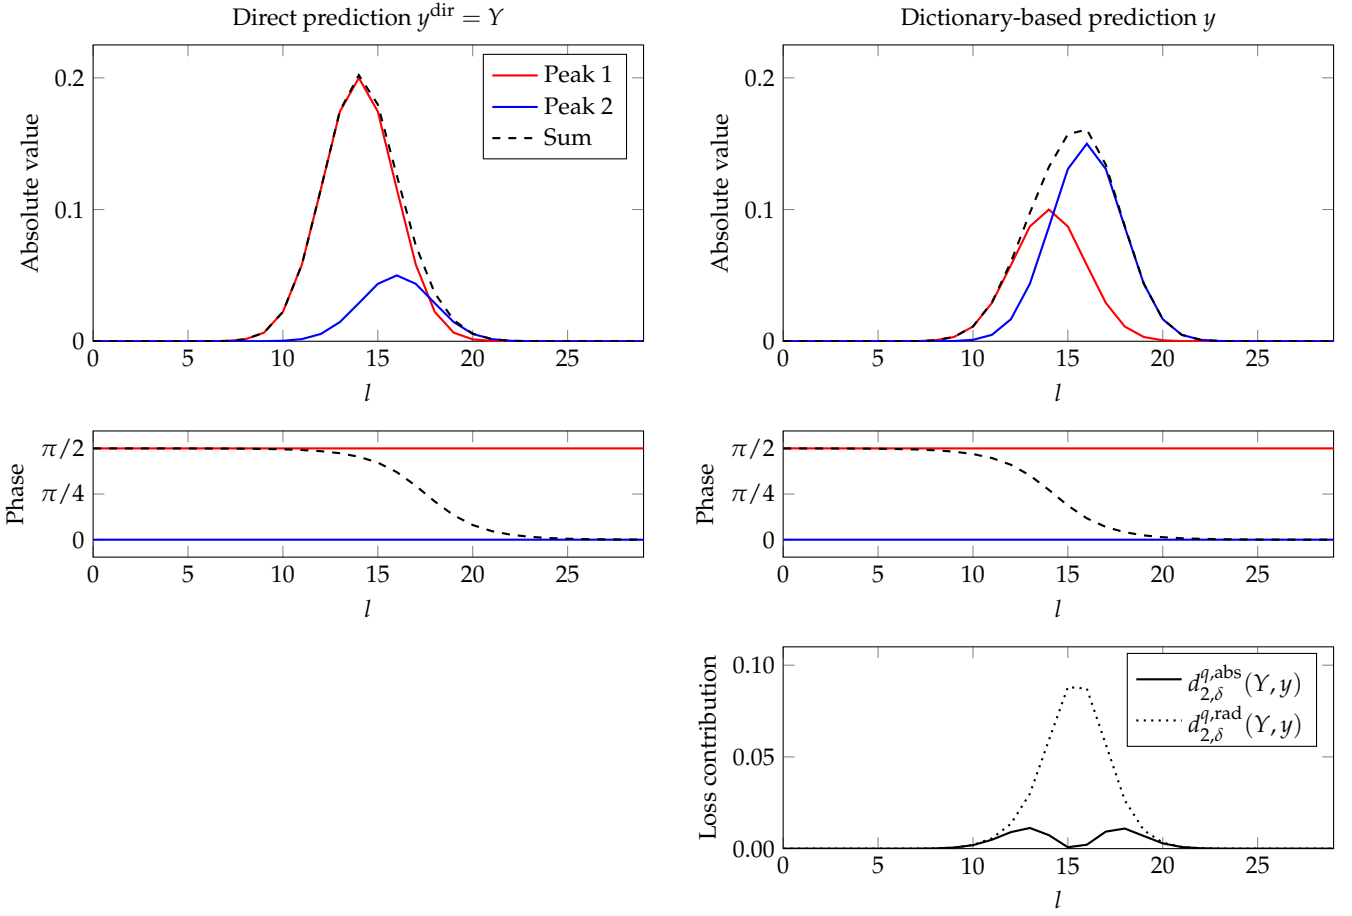 Direct prediction y^dir = Y
Dictionary-based prediction y
Absolute value
0.2
0.1
0
Peak 1
Peak 2
Sum
0 5 10 15 20 25
l
Absolute value
0.2
0.1
0
0 5 10 15 20 25
l
Phase
π/2
π/4
0
0 5 10 15 20 25
l
Phase
π/2
π/4
0
0 5 10 15 20 25
l
Loss contribution
0.10
0.05
0.00
d_{2,δ}^{q,abs}(Y, y)
d_{2,δ}^{q,rad}(Y, y)
0 5 10 15 20 25
l